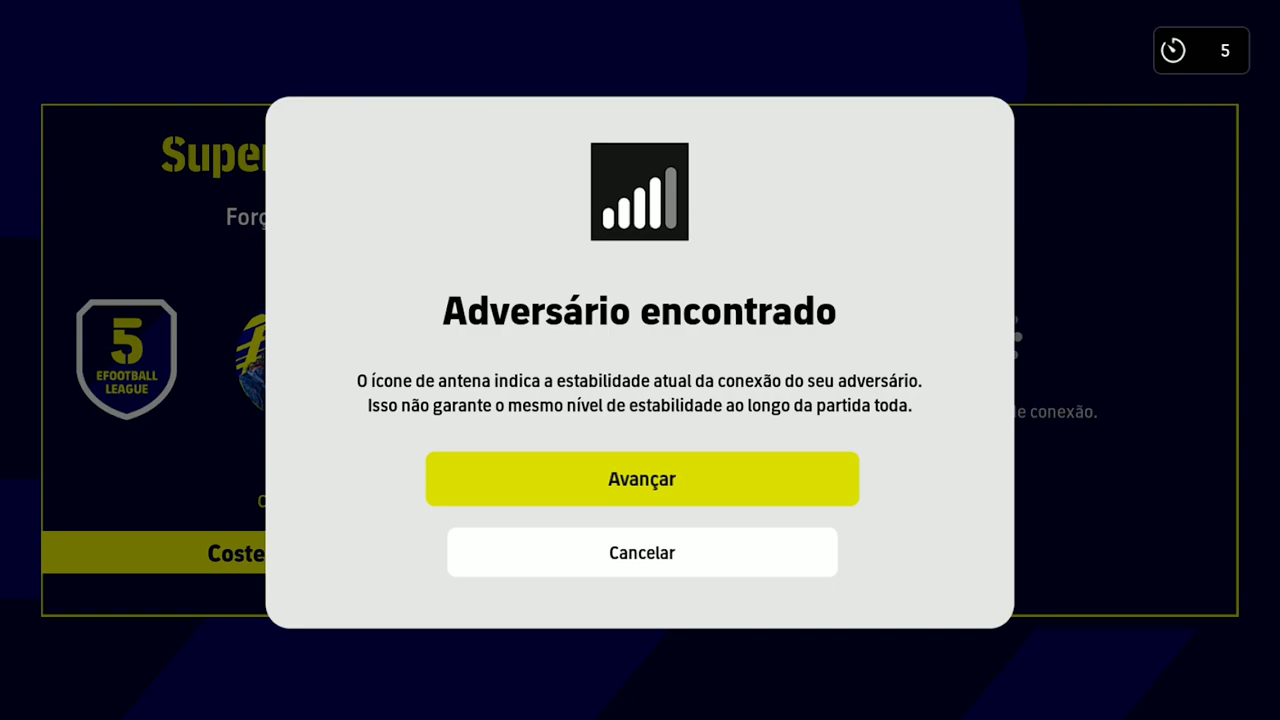 5
Adversário encontrado
O ícone de antena indica a estabilidade atual da conexão do seu adversário.
Isso não garante o mesmo nível de estabilidade ao longo da partida toda.
5
EFOOTBALL
LEAGUE
conexão.
Avançar
Cancelar